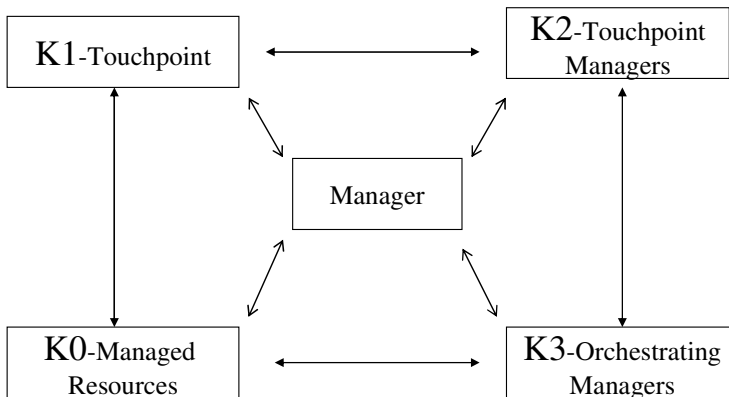 K1-Touchpoint
K2-Touchpoint
Managers
Manager
K0-Managed
Resources
K3-Orchestrating
Managers